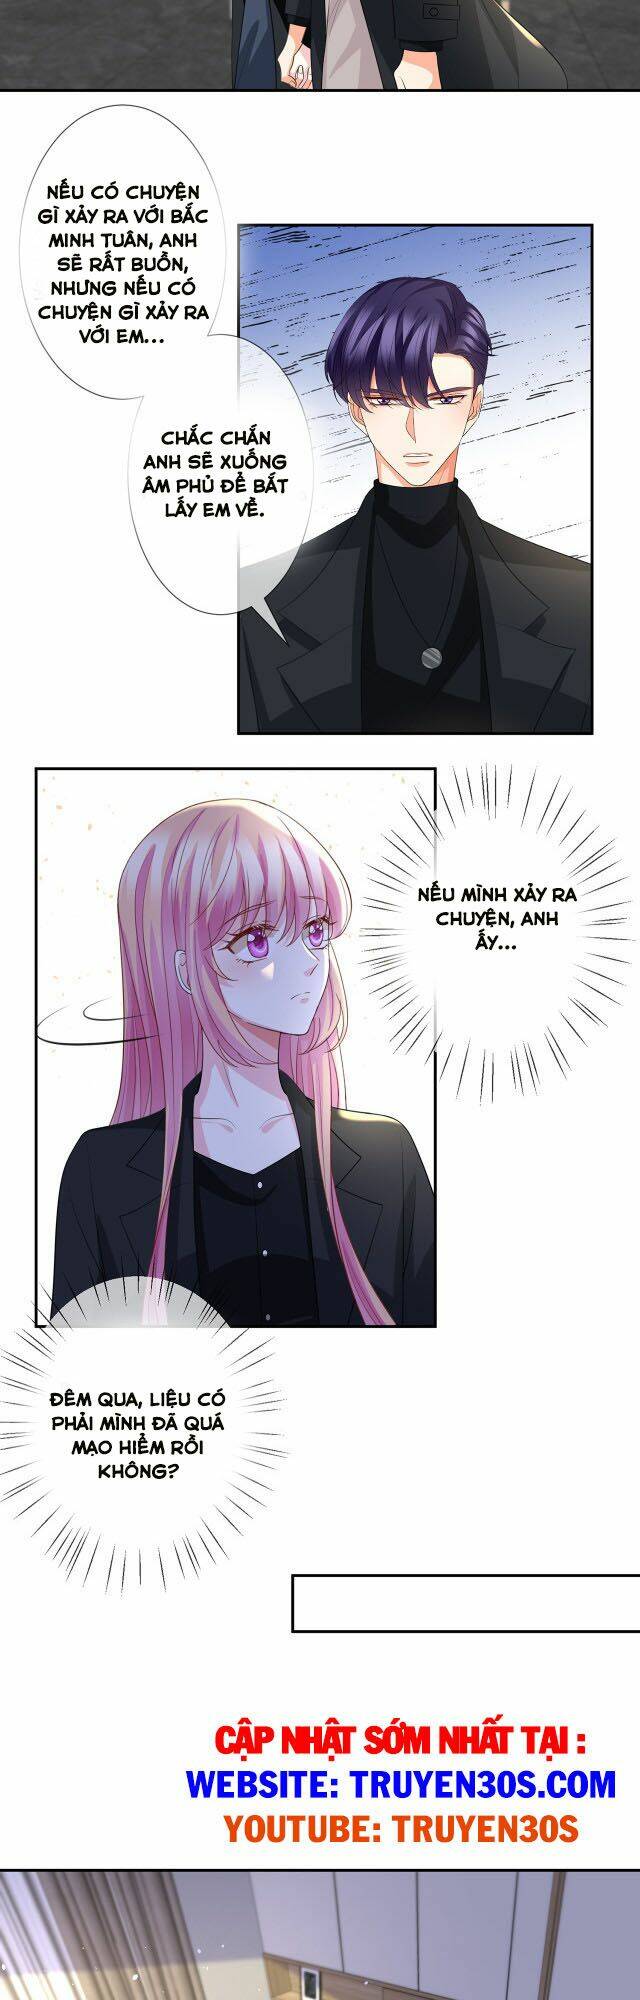 NẾU CÓ CHUYỆN
GÌ XẢY RA VỚI BẮC
MINH TUÂN, ANH
SẼ RẤT BUỒN,
NHƯNG NẾU CÓ
CHUYỆN GÌ XẢY RA
VỚI EM...
CHẮC CHẮN
ANH SẼ XUỐNG
ÂM PHỦ ĐỂ BẮT
LẤY EM VỀ.
NẾU MÌNH XẢY RA
CHUYỆN, ANH
ẤY...
ĐÊM QUA, LIỆU CÓ
PHẢI MÌNH ĐÃ QUÁ
MẠO HIỂM RỒI
KHÔNG?
CẬP NHẬT SỚM NHẤT TẠI :
WEBSITE: TRUYEN30S.COM
YOUTUBE: TRUYEN30S